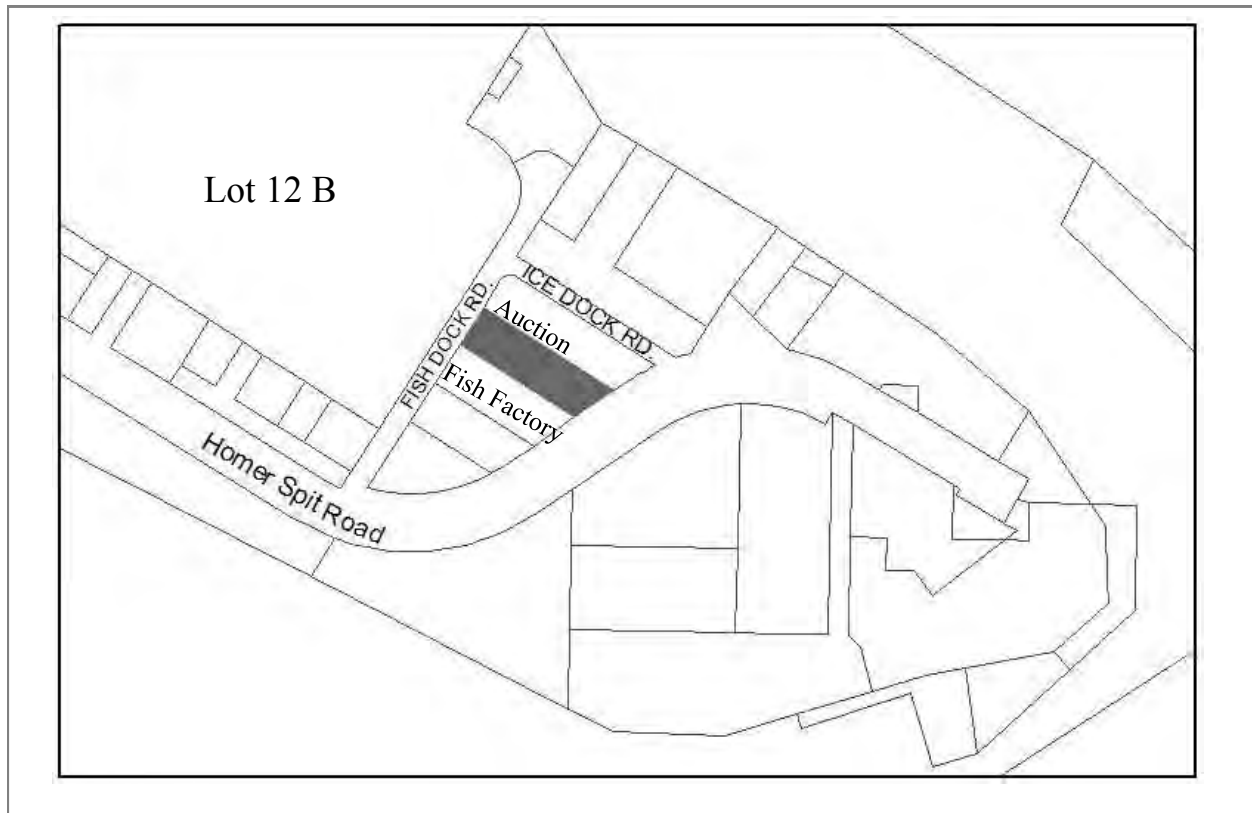 Lot 12 B
ICE DOCK RD.
Auction
FISH DOCK RD.
Fish Factory
Homer Spit Road